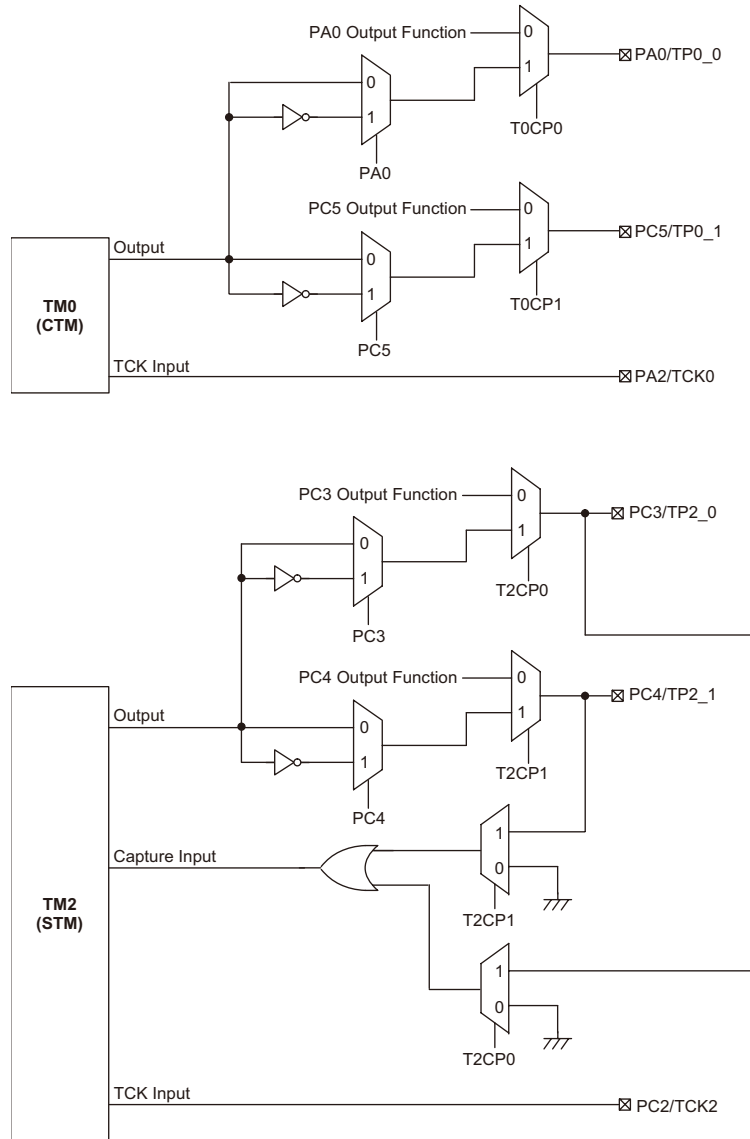 PA0 Output Function
0
1
PA0/TP0_0
T0CP0
0
1
PA0
PC5 Output Function
0
1
PC5/TP0_1
T0CP1
Output
0
1
PC5
TM0
(CTM)
TCK Input
PA2/TCK0
PC3 Output Function
0
1
PC3/TP2_0
T2CP0
0
1
PC3
PC4 Output Function
0
1
PC4/TP2_1
T2CP1
Output
0
1
PC4
Capture Input
1
0
T2CP1
TM2
(STM)
1
0
T2CP0
TCK Input
PC2/TCK2